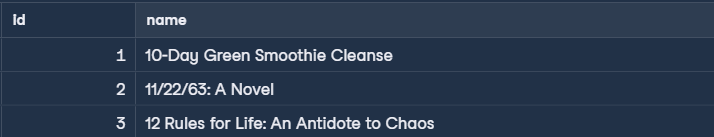 id name
1 10-Day Green Smoothie Cleanse
2 11/22/63: A Novel
3 12 Rules for Life: An Antidote to Chaos